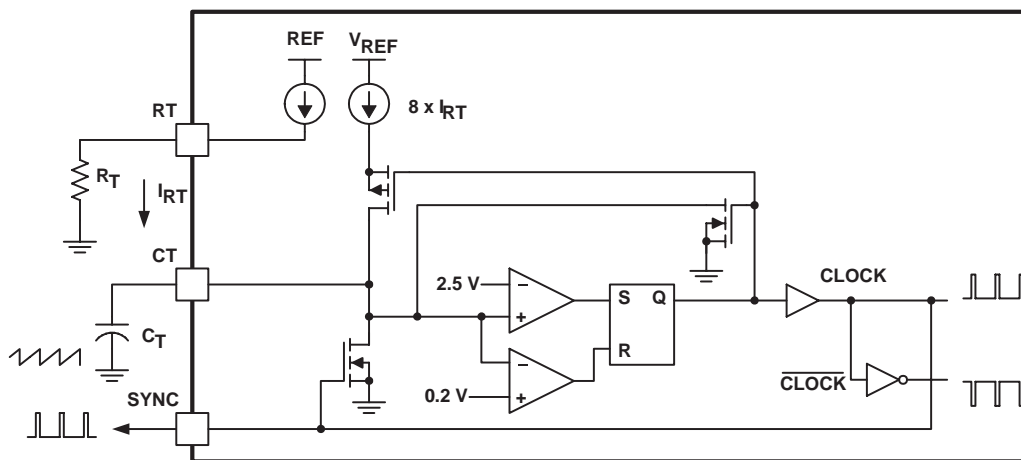 REF
VREF
RT
8 x IRT
RT
IRT
CT
2.5 V
−
+
S
Q
R
CLOCK
CT
−
+
0.2 V
CLOCK
SYNC